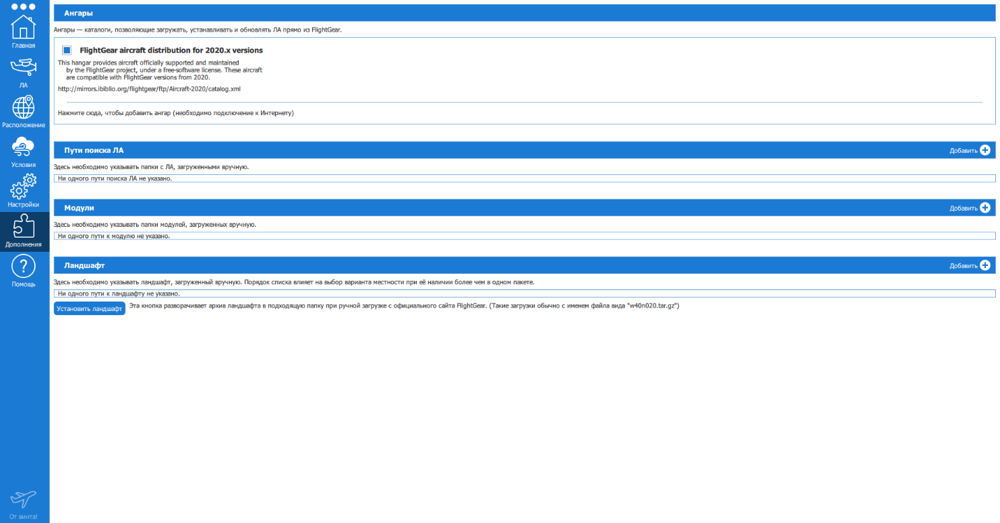 Главная
ЛА
Расположение
Условия
Настройки
Дополнения
?
Помощь
От винта!
Ангары
Ангары — каталоги, позволяющие загружать, устанавливать и обновлять ЛА прямо из FlightGear.
FlightGear aircraft distribution for 2020.x versions
This hangar provides aircraft officially supported and maintained
by the FlightGear project, under a free-software license. These aircraft
are compatible with FlightGear versions from 2020.
http://mirrors.ibiblio.org/flightgear/ftp/Aircraft-2020/catalog.xml
Нажмите сюда, чтобы добавить ангар (необходимо подключение к Интернету)
Пути поиска ЛА
Добавить
Здесь необходимо указывать папки с ЛА, загруженными вручную.
Ни одного пути поиска ЛА не указано.
Модули
Добавить
Здесь необходимо указывать папки модулей, загруженных вручную.
Ни одного пути к модулю не указано.
Ландшафт
Добавить
Здесь необходимо указывать ландшафт, загруженный вручную. Порядок списка влияет на выбор варианта местности при её наличии более чем в одном пакете.
Ни одного пути к ландшафту не указано.
Установить ландшафт
Эта кнопка разворачивает архив ландшафта в подходящую папку при ручной загрузке с официального сайта FlightGear. (Такие загрузки обычно с именем файла вида "w40n020.tar.gz")